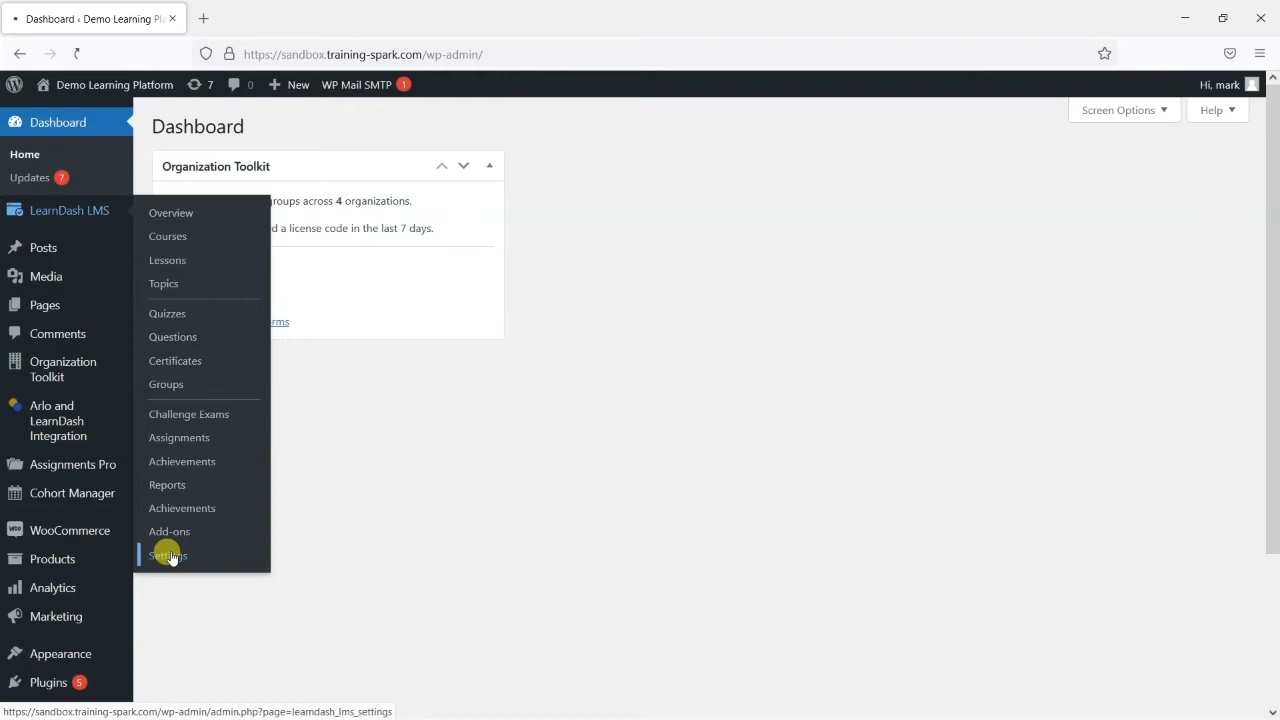 Dashboard ‹ Demo Learning Pla
https://sandbox.training-spark.com/wp-admin/
Demo Learning Platform 7 0 New WP Mail SMTP 1 Hi, mark
Dashboard
Home
Updates 7
LearnDash LMS
Posts
Media
Pages
Comments
Organization
Toolkit
Arlo and
LearnDash
Integration
Assignments Pro
Cohort Manager
WooCommerce
Products
Analytics
Marketing
Appearance
Plugins 5
Overview
Courses
Lessons
Topics
Quizzes
Questions
Certificates
Groups
Challenge Exams
Assignments
Achievements
Reports
Achievements
Add-ons
Settings
Dashboard
Screen Options Help
Organization Toolkit
groups across 4 organizations.
d a license code in the last 7 days.
rms
https://sandbox.training-spark.com/wp-admin/admin.php?page=learndash_lms_settings